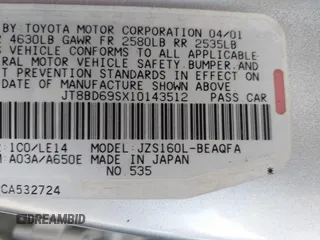 BY TOYOTA MOTOR CORPORATION 04/01
4630LB GAWR FR 2580LB RR 2535LB
S VEHICLE CONFORMS TO ALL APPLICABLE
RAL MOTOR VEHICLE SAFETY, BUMPER, AND
PREVENTION STANDARDS IN EFFECT ON
DATE OF MANUFACTURE SHOWN ABOVE.
JT8BD69SX10143512 PASS CAR
:1C0/LE14 MODEL:JZS160L-BEAQFA
M A03A/A650E MADE IN JAPAN
NO 535
CA532724